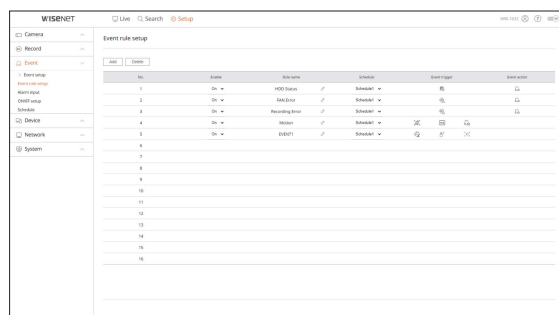 WISENET Live Search Setup
Camera
Record
Event
Event setup
Event rule setup
Alarm input
ONVIF setup
Schedule
Device
Network
System
Event rule setup
Add Delete
No. Enable Rule name Schedule Event trigger Event action
1 On HDD Status Schedule1
2 On FAN Error Schedule1
3 On Recording Error Schedule1
4 On Motion Schedule1
5 On EVENT1 Schedule1
6
7
8
9
10
11
12
13
14
15
16